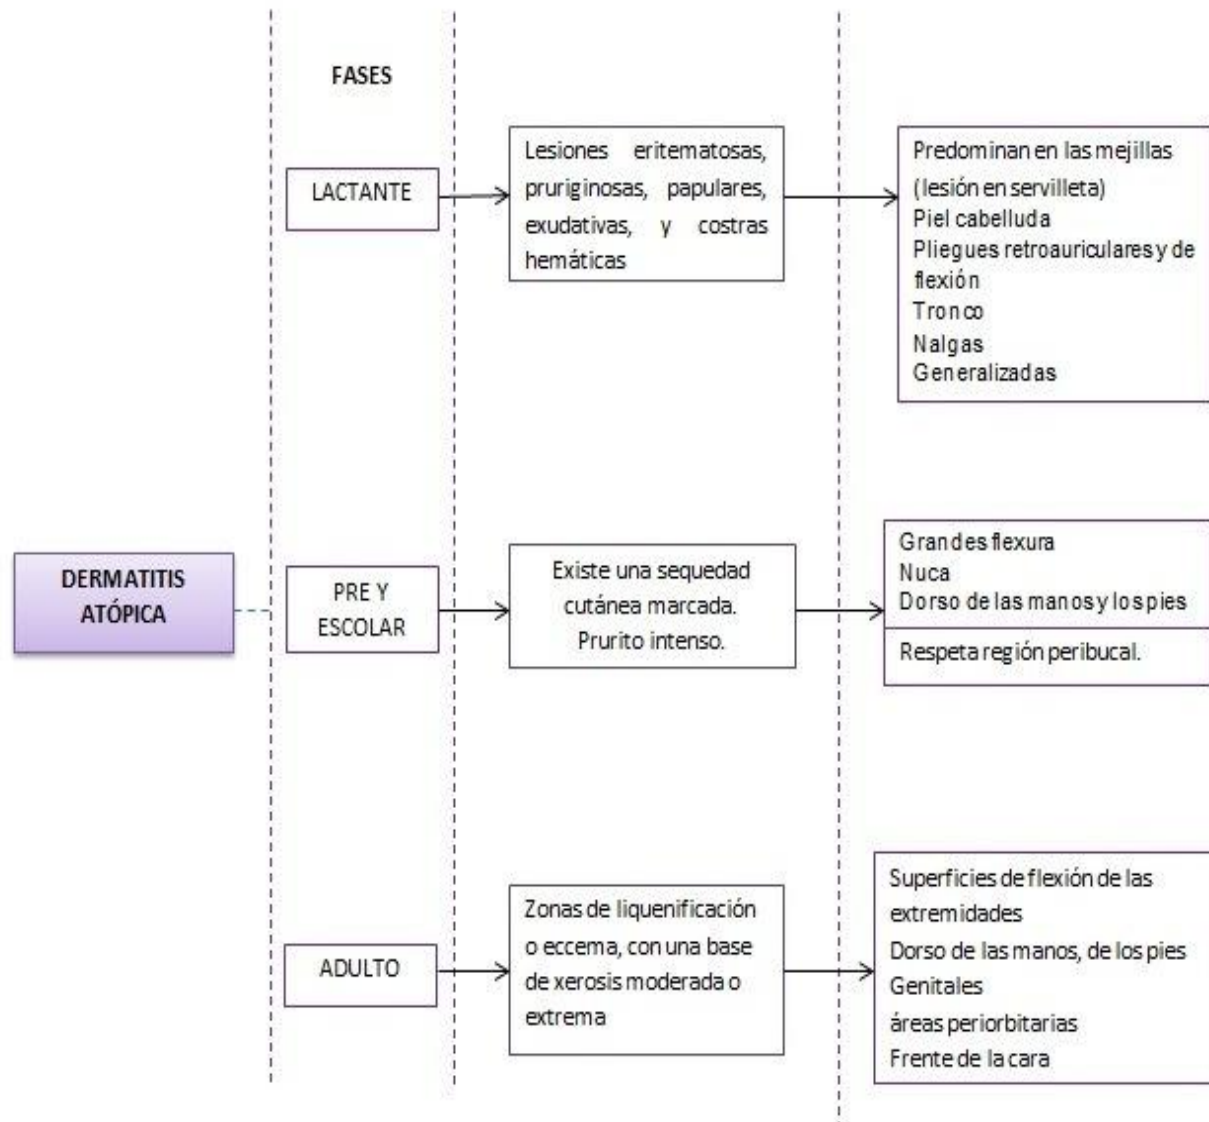 FASES
LACTANTE
Lesiones eritematosas,
pruriginosas, papulares,
exudativas, y costras
hemáticas
Predominan en las mejillas
(lesión en servilleta)
Piel cabelluda
Pliegues retroauriculares y de
flexión
Tronco
Nalgas
Generalizadas
DERMATITIS
ATÓPICA
PRE Y
ESCOLAR
Existe una sequedad
cutánea marcada.
Prurito intenso.
Grandes flexura
Nuca
Dorso de las manos y los pies
Respeta región peribucal.
ADULTO
Zonas de liquenificación
o eccema, con una base
de xerosis moderada o
extrema
Superficies de flexión de las
extremidades
Dorso de las manos, de los pies
Genitales
áreas periorbitarias
Frente de la cara